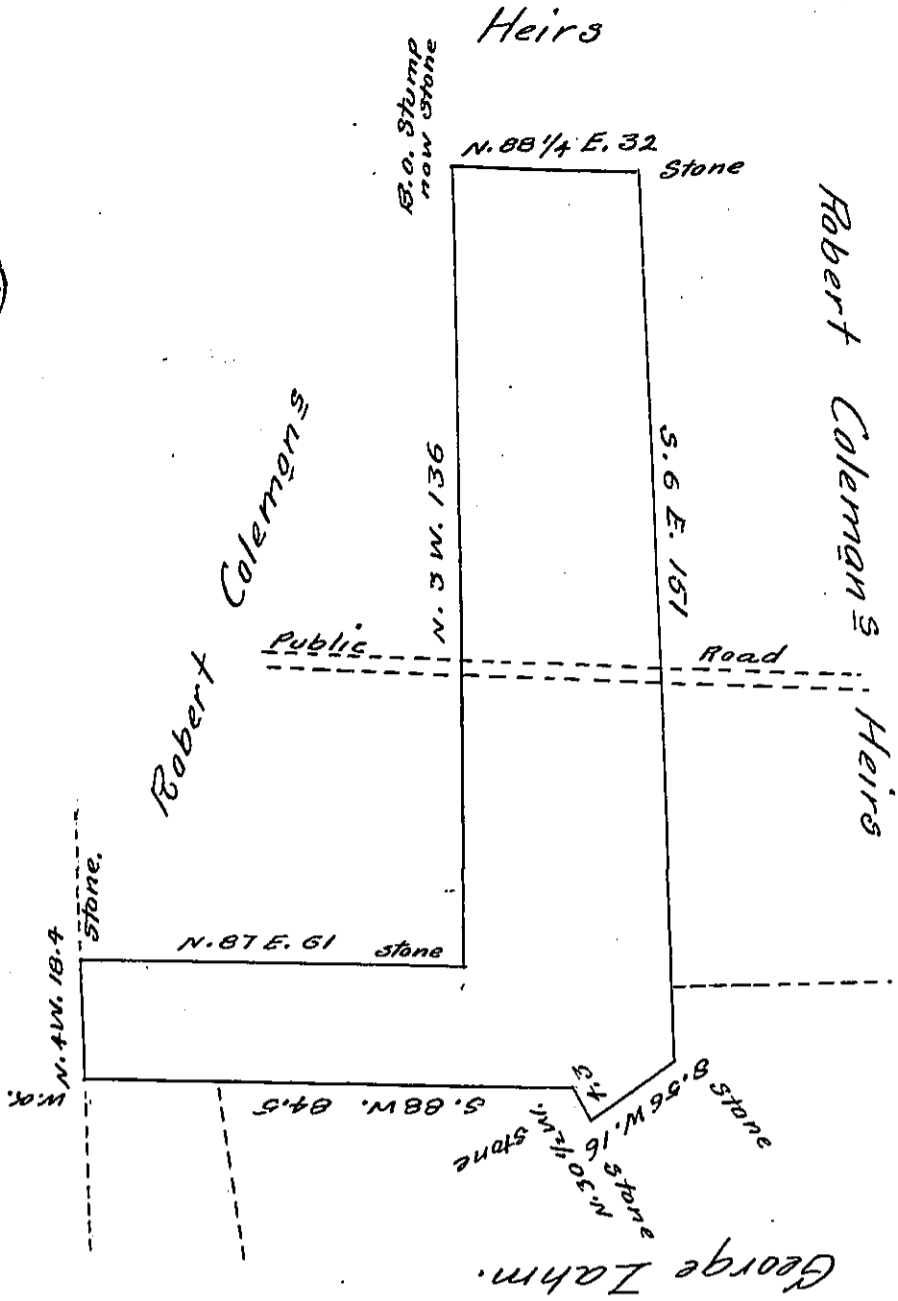 Heirs
B.O. Stump
now Stone
N. 88 1/4 E. 32
Stone
Robert Colemans Heirs
S. 6 E. 151
N. 3 W. 136
Robert Colemans
Public Road
Stone.
N. 4 W. 18.4
N. 87 E. 61
stone
W.O.
S. 88 W. 84.5
4.3
N. 30 1/2 W.
stone
S. 56 W. 16
stone
stone
George Zahm.